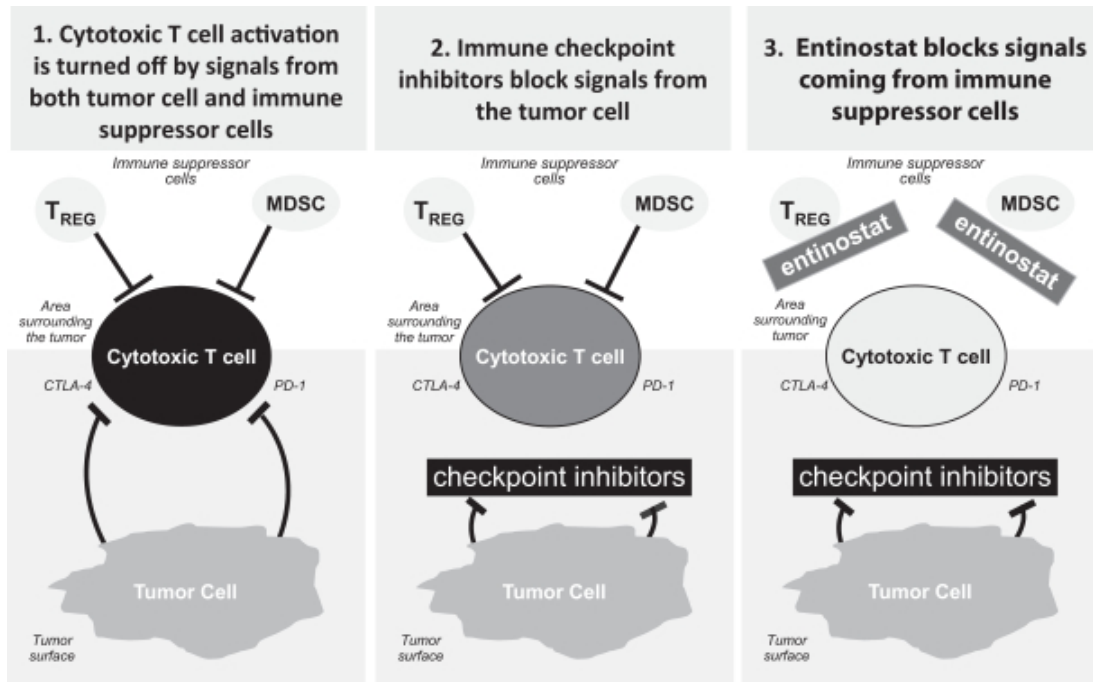 1. Cytotoxic T cell activation
is turned off by signals from
both tumor cell and immune
suppressor cells
Immune suppressor
cells
TREG
MDSC
Area
surrounding
the tumor
Cytotoxic T cell
CTLA-4
PD-1
Tumor Cell
Tumor
surface
2. Immune checkpoint
inhibitors block signals from
the tumor cell
Immune suppressor
cells
TREG
MDSC
Area
surrounding
the tumor
Cytotoxic T cell
CTLA-4
PD-1
checkpoint inhibitors
Tumor Cell
Tumor
surface
3. Entinostat blocks signals
coming from immune
suppressor cells
Immune suppressor
cells
TREG
MDSC
entinostat
entinostat
Area
surrounding
tumor
Cytotoxic T cell
CTLA-4
PD-1
checkpoint inhibitors
Tumor Cell
Tumor
surface